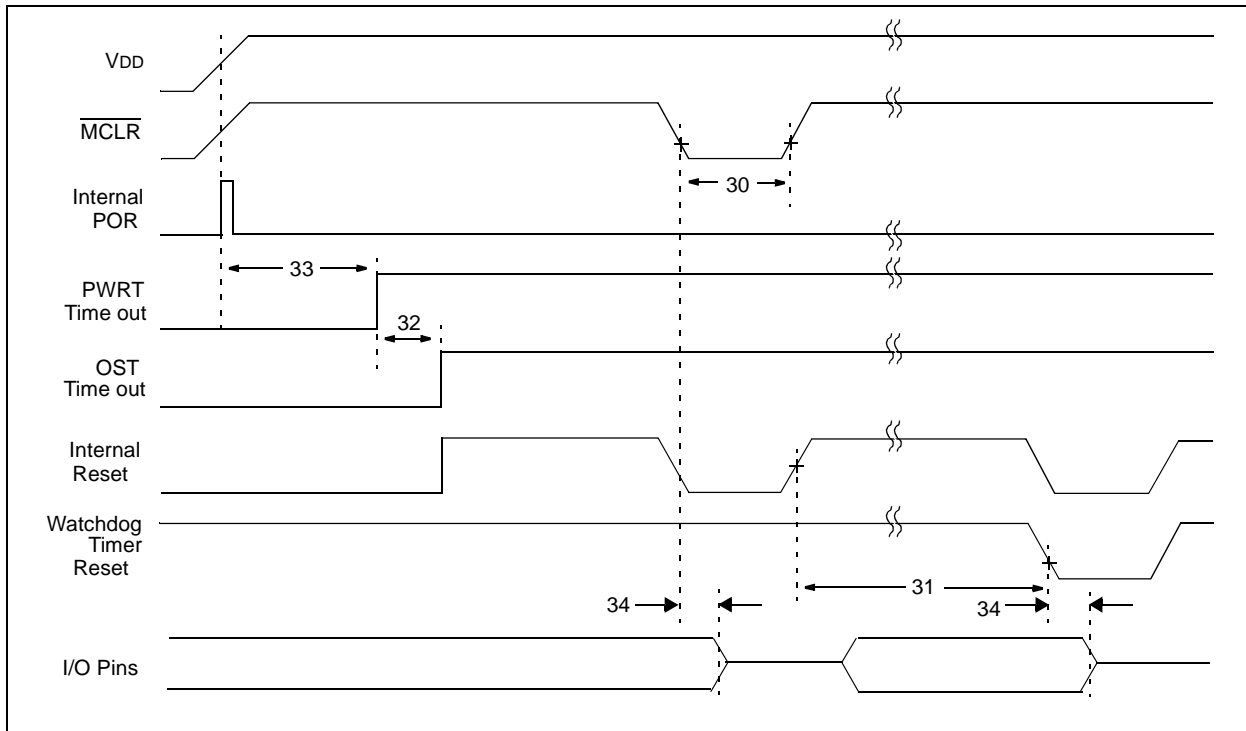 VDD
MCLR
30
Internal
POR
33
PWRT
Time out
32
OST
Time out
Internal
Reset
Watchdog
Timer
Reset
31
34
34
I/O Pins